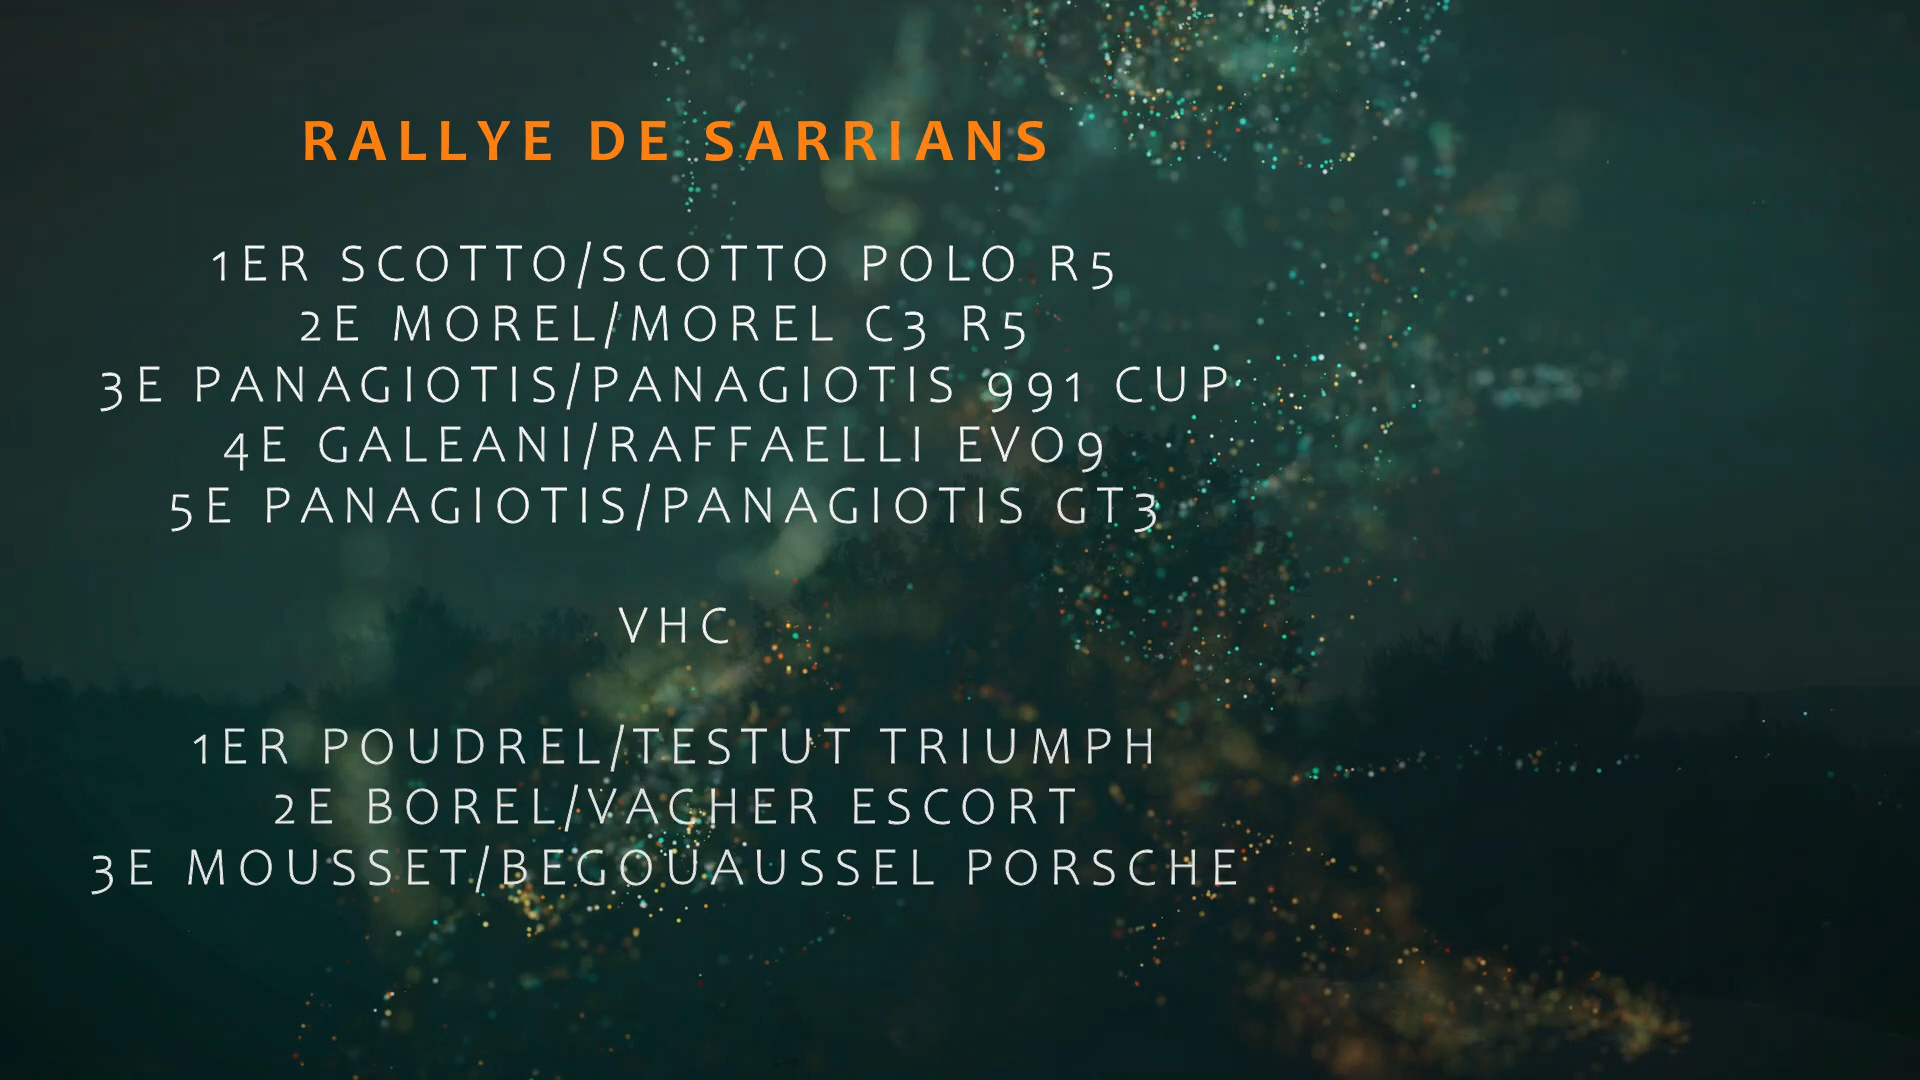 RALLYE DE SARRIANS
1ER SCOTTO/SCOTTO POLO R5
2E MOREL/MOREL C3 R5
3E PANAGIOTIS/PANAGIOTIS 991 CUP
4E GALEANI/RAFFAELLI EVO9
5E PANAGIOTIS/PANAGIOTIS GT3
VHC
1ER POUDREL/TESTUT TRIUMPH
2E BOREL/VACHER ESCORT
3E MOUSSET/BEGOUAUSSEL PORSCHE